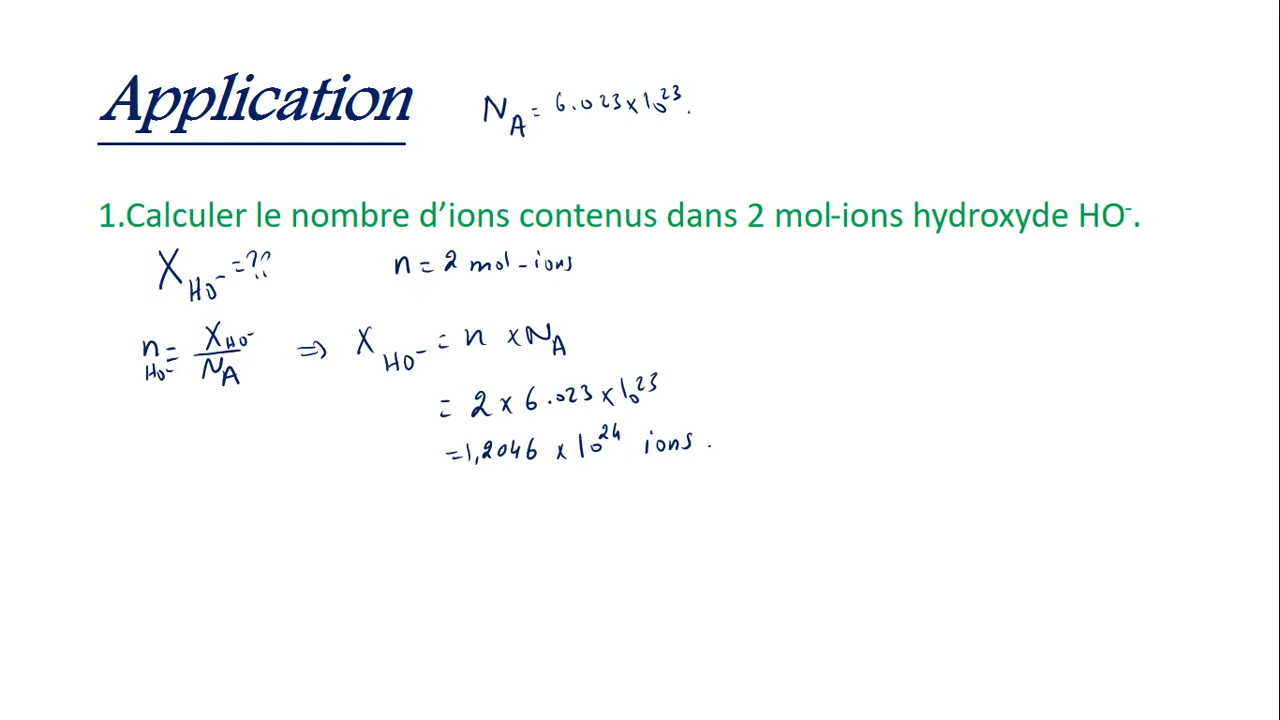 Application N_A = 6.023 × 10^23.
1.Calculer le nombre d’ions contenus dans 2 mol-ions hydroxyde HO⁻.
X_HO⁻ = ?? n = 2 mol-ions
n_HO⁻ = X_HO⁻ / N_A ⇒ X_HO⁻ = n × N_A
= 2 × 6.023 × 10^23
= 1,2046 × 10^24 ions.